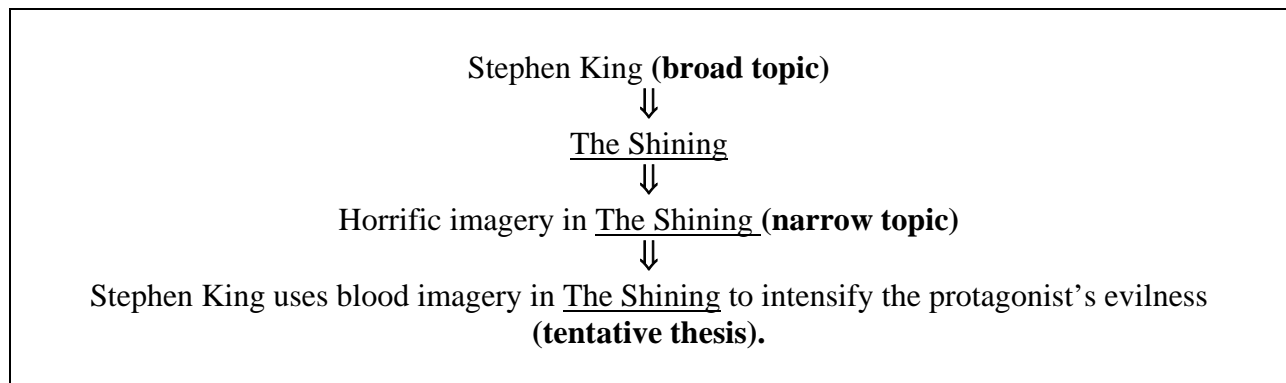 Stephen King (broad topic)
⇓
The Shining
⇓
Horrific imagery in The Shining (narrow topic)
⇓
Stephen King uses blood imagery in The Shining to intensify the protagonist’s evilness
(tentative thesis).